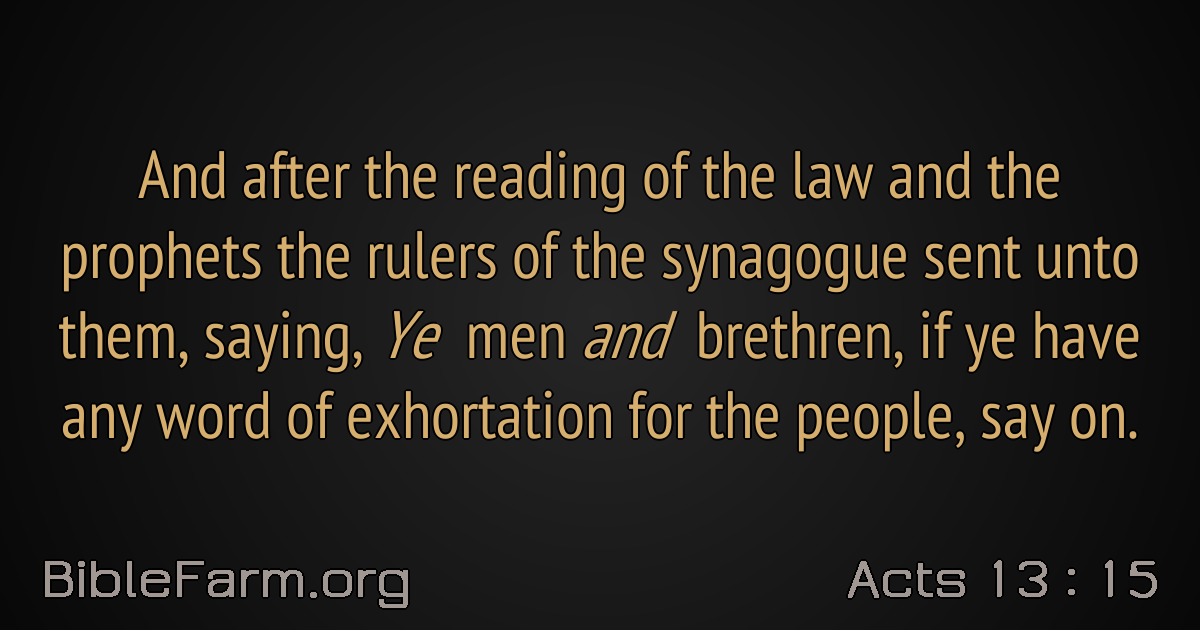 And after the reading of the law and the
prophets the rulers of the synagogue sent unto
them, saying, Ye men and brethren, if ye have
any word of exhortation for the people, say on.
BibleFarm.org
Acts 13:15